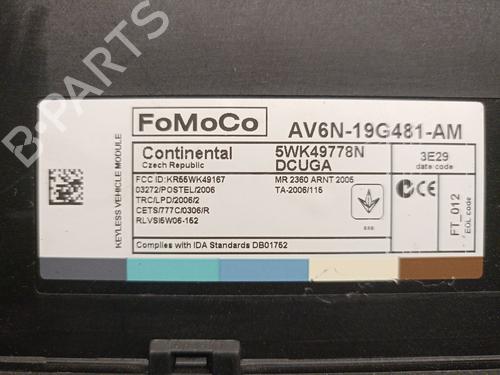 B-PARTS
FoMoCo
AV6N-19G481-AM
KEYLESS VEHICLE MODULE
Continental
Czech Republic
5WK49778N
DCUGA
3E29
date code
FCC ID:KR55WK49167
03272/POSTEL/2006
TRC/LPD/2006/2
CETS/777C/0306/R
RLVSI5W06-152
MR 2360 ARNT 2005
TA-2006/116
FT_012
EOL code
Complies with IDA Standards DB01752